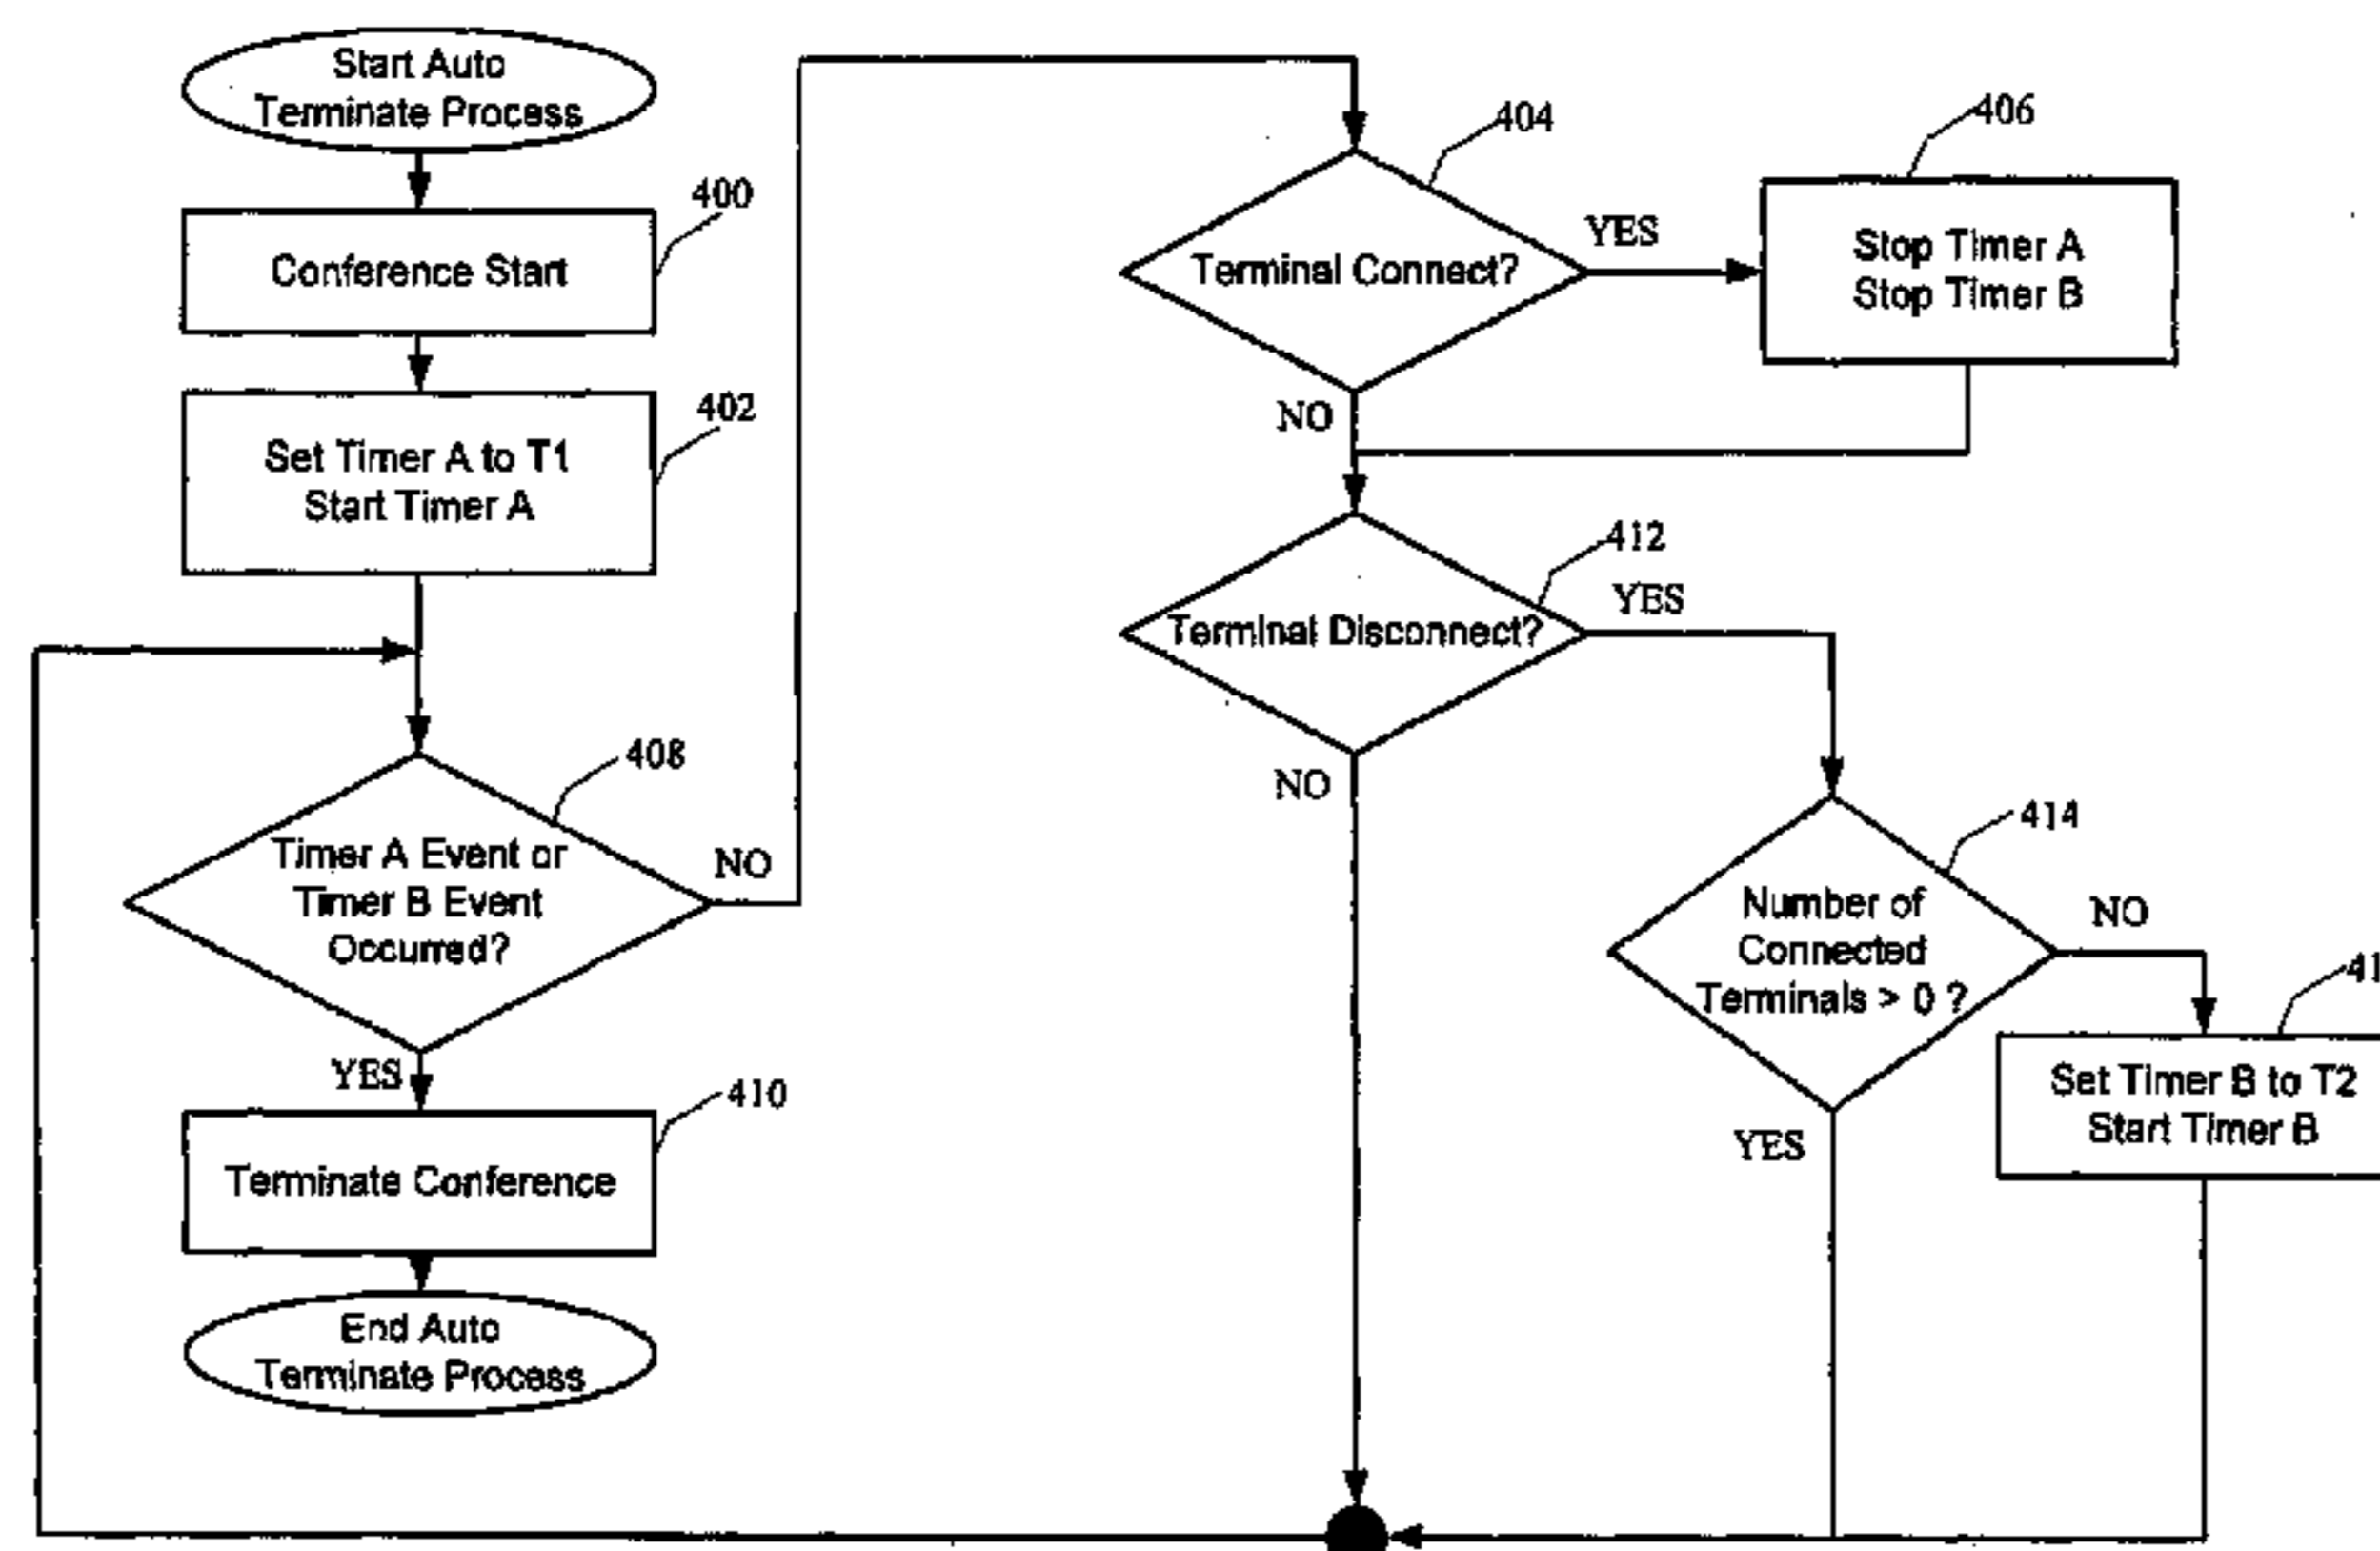 Start Auto
Terminate Process
400
Conference Start
402
Set Timer A to T1
Start Timer A
408
Timer A Event or
Timer B Event
Occurred?
NO
YES
410
Terminate Conference
End Auto
Terminate Process
404
Terminal Connect?
YES
NO
406
Stop Timer A
Stop Timer B
412
Terminal Disconnect?
YES
NO
414
Number of
Connected
Terminals > 0 ?
NO
YES
Set Timer B to T2
Start Timer B